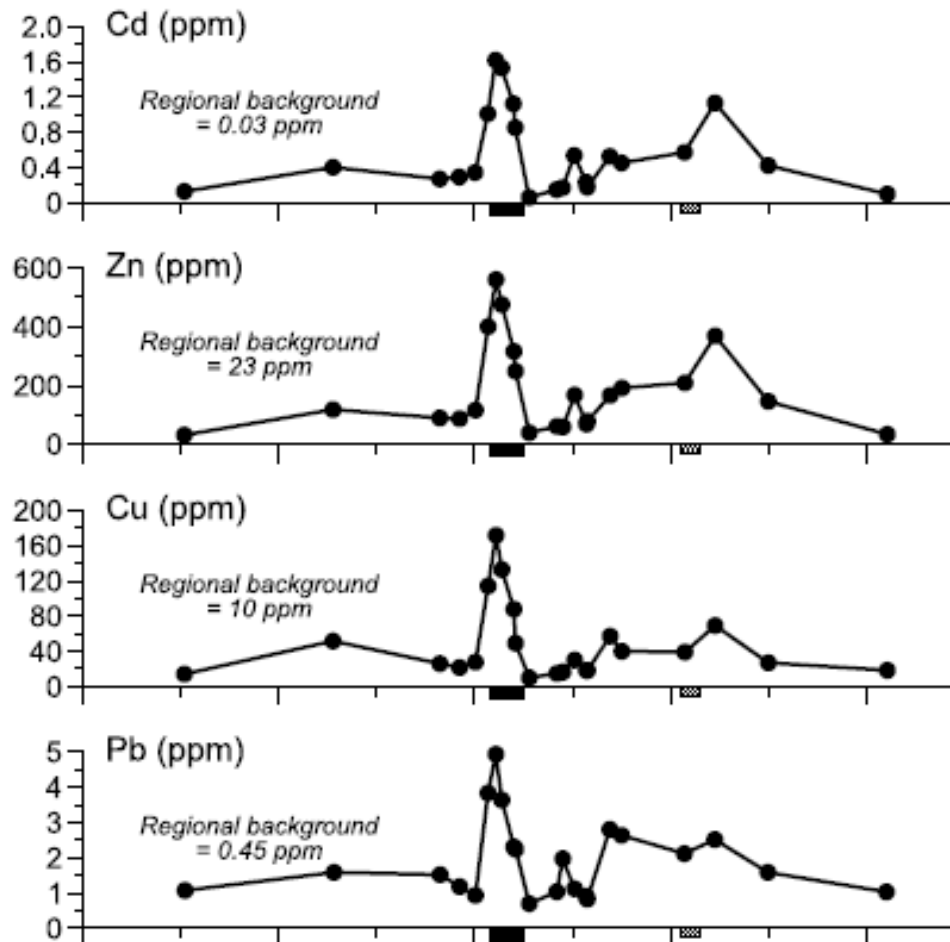 Cd (ppm)
2.0
1.6
1.2
0.8
0.4
0
Regional background
= 0.03 ppm
Zn (ppm)
600
400
200
0
Regional background
= 23 ppm
Cu (ppm)
200
160
120
80
40
0
Regional background
= 10 ppm
Pb (ppm)
5
4
3
2
1
0
Regional background
= 0.45 ppm